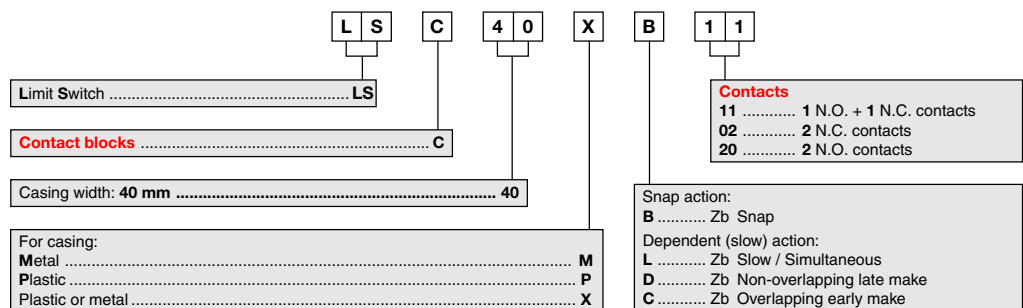 L S C 4 0 X B 1 1
Limit Switch ........................................................ LS
Contact blocks .................................................................... C
Casing width: 40 mm ........................................................................... 40
For casing:
Metal ...................................................................................................................... M
Plastic ..................................................................................................................... P
Plastic or metal ...................................................................................................... X
Contacts
11 ............ 1 N.O. + 1 N.C. contacts
02 ............ 2 N.C. contacts
20 ............ 2 N.O. contacts
Snap action:
B ........... Zb Snap
Dependent (slow) action:
L ........... Zb Slow / Simultaneous
D ........... Zb Non-overlapping late make
C ........... Zb Overlapping early make